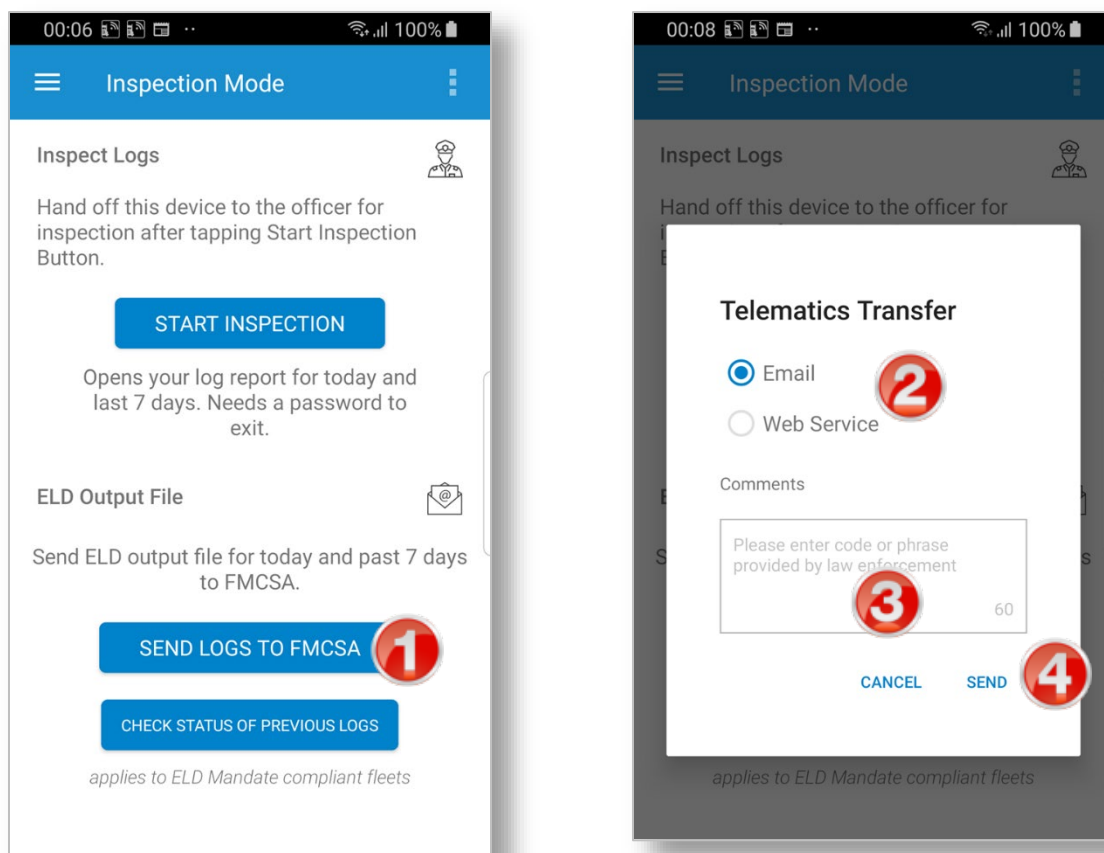 00:06 100%
Inspection Mode
Inspect Logs
Hand off this device to the officer for
inspection after tapping Start Inspection
Button.
START INSPECTION
Opens your log report for today and
last 7 days. Needs a password to
exit.
ELD Output File
Send ELD output file for today and past 7 days
to FMCSA.
SEND LOGS TO FMCSA 1
CHECK STATUS OF PREVIOUS LOGS
applies to ELD Mandate compliant fleets
00:08 100%
Inspection Mode
Inspect Logs
Hand off this device to the officer for
Telematics Transfer
Email
2
Web Service
Comments
Please enter code or phrase
provided by law enforcement
3
60
CANCEL SEND 4
applies to ELD Mandate compliant fleets